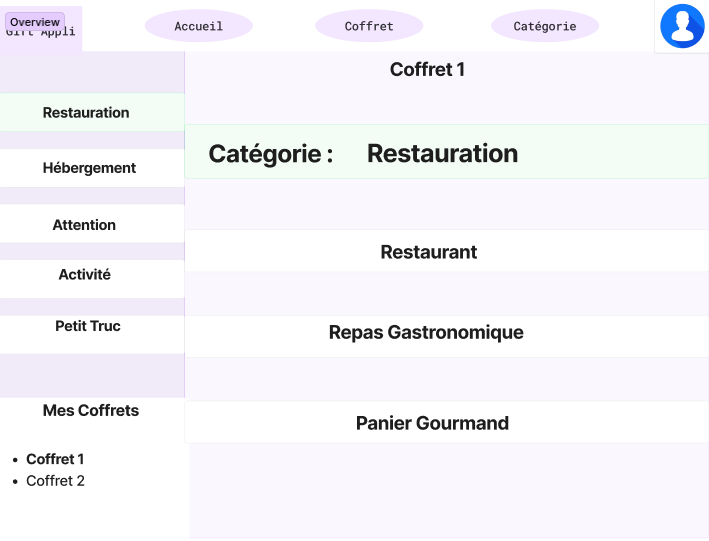 Overview
Gift Appli
Accueil
Coffret
Catégorie
Coffret 1
Restauration
Catégorie : Restauration
Hébergement
Attention
Restaurant
Activité
Petit Truc
Repas Gastronomique
Mes Coffrets
Panier Gourmand
• Coffret 1
• Coffret 2